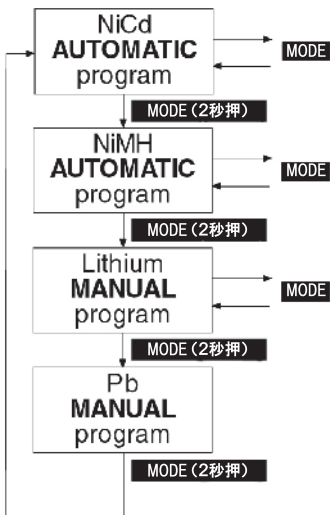 NiCd
AUTOMATIC
program
MODE
MODE(2秒押)
NiMH
AUTOMATIC
program
MODE
MODE(2秒押)
Lithium
MANUAL
program
MODE
MODE(2秒押)
Pb
MANUAL
program
MODE(2秒押)